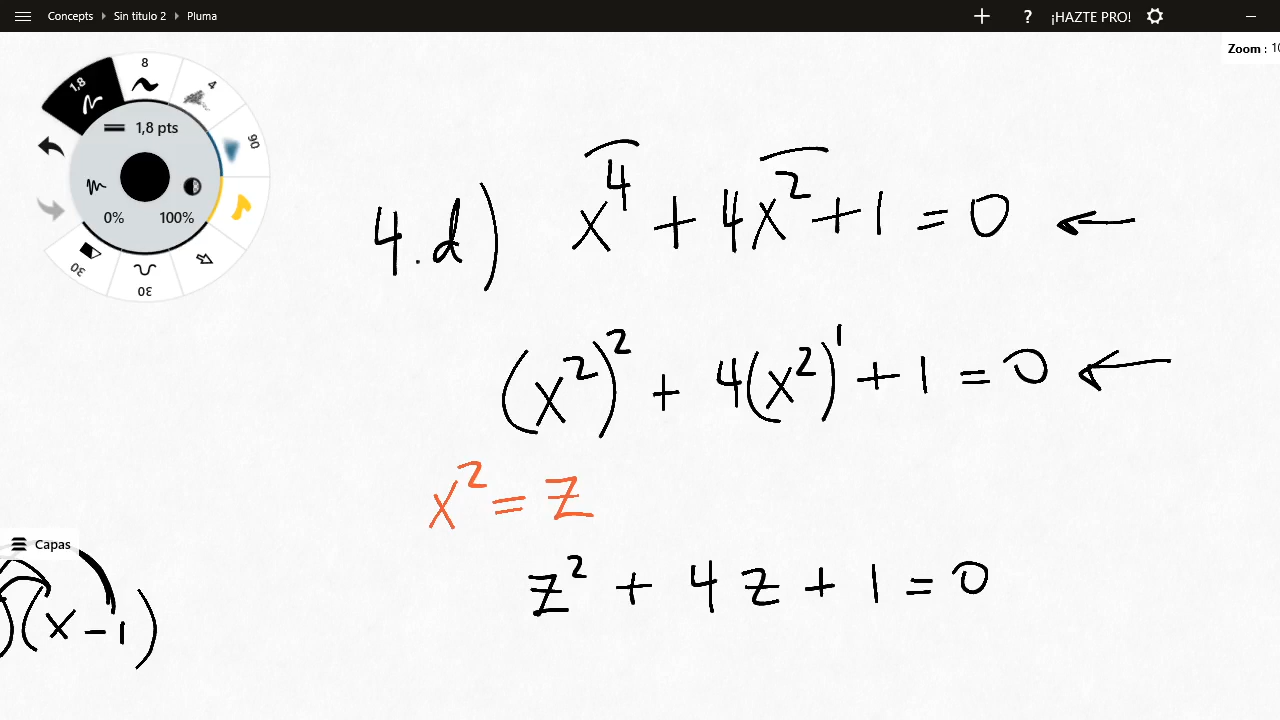 Concepts ▸ Sin titulo 2 ▸ Pluma
+ ? ¡HAZTE PRO!
Zoom : 10
8
1,8
4
90
1,8 pts
0% 100%
30
30
4.d) x⁴ + 4x² + 1 = 0 ←
(x²)² + 4(x²)¹ + 1 = 0 ←
x² = z
z² + 4z + 1 = 0
Capas
)(x - 1)